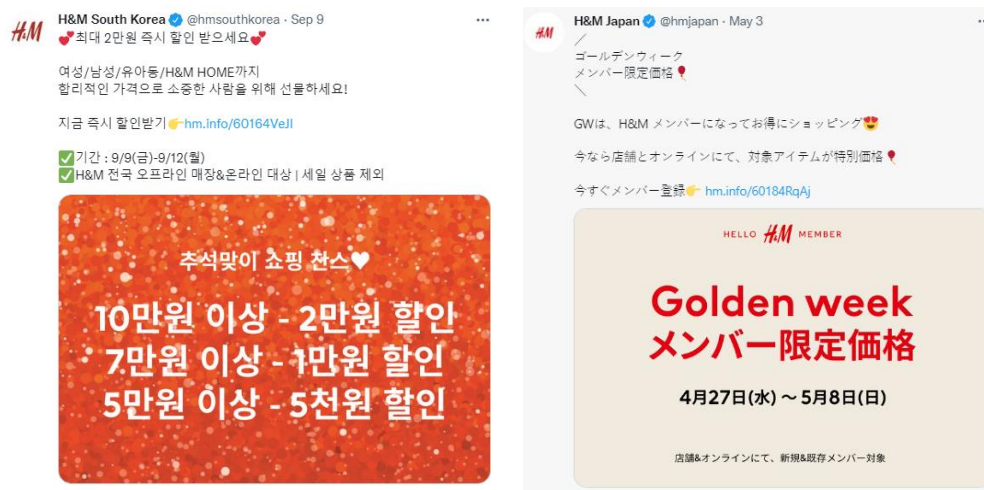 H&M South Korea @hmsouthkorea · Sep 9
💕최대 2만원 즉시 할인 받으세요💕
여성/남성/유아동/H&M HOME까지
합리적인 가격으로 소중한 사람을 위해 선물하세요!
지금 즉시 할인받기👉hm.info/60164VeJl
✅기간 : 9/9(금)-9/12(월)
✅H&M 전국 오프라인 매장&온라인 대상 | 세일 상품 제외
추석맞이 쇼핑 찬스♥
10만원 이상 - 2만원 할인
7만원 이상 - 1만원 할인
5만원 이상 - 5천원 할인
H&M
H&M Japan @hmjapan · May 3
／
ゴールデンウィーク
メンバー限定価格🎈
＼
GWは、H&M メンバーになってお得にショッピング😍
今なら店舗とオンラインにて、対象アイテムが特別価格🎈
今すぐメンバー登録👉 hm.info/60184RqAj
HELLO H&M MEMBER
Golden week
メンバー限定価格
4月27日(水) ～ 5月8日(日)
店舗&オンラインにて、新規&既存メンバー対象
H&M